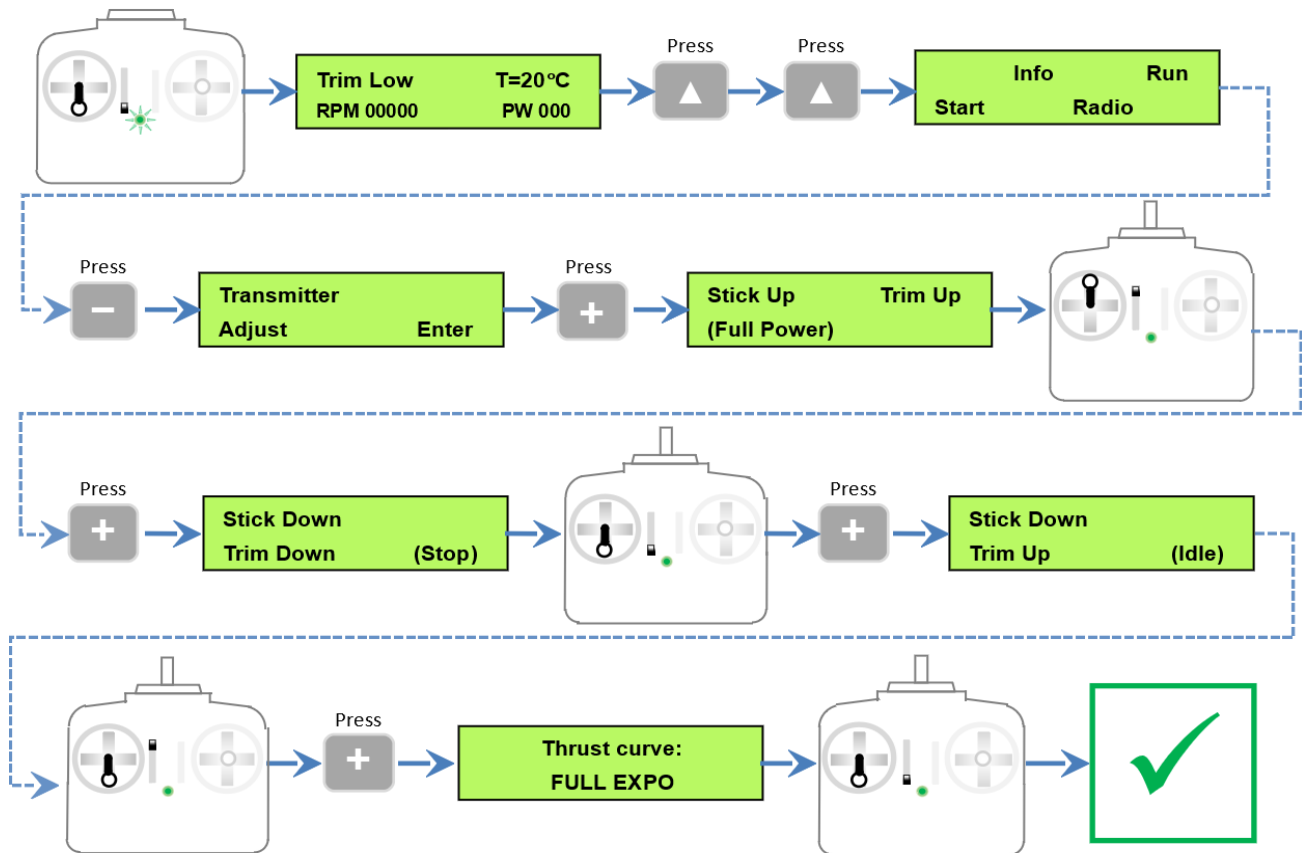 Press Press
Trim Low T=20°C
RPM 00000 PW 000
▲ ▲
Info Run
Start Radio
Press
−
Transmitter
Adjust Enter
Press
+
Stick Up Trim Up
(Full Power)
Press
+
Stick Down
Trim Down (Stop)
Press
+
Stick Down
Trim Up (Idle)
Press
+
Thrust curve:
FULL EXPO